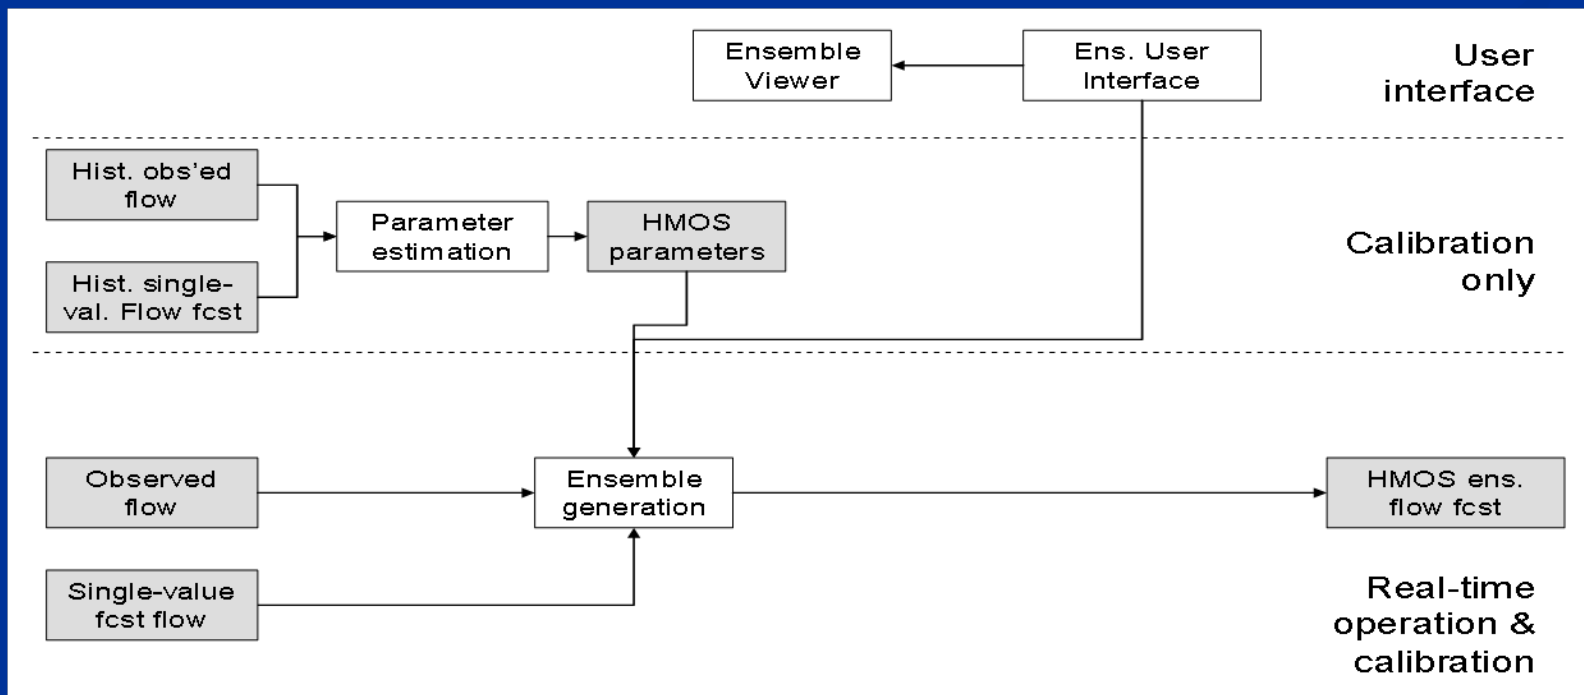 Ensemble
Viewer
Ens. User
Interface
User
interface
Hist. obs'ed
flow
Parameter
estimation
HMOS
parameters
Hist. single-
val. Flow fcst
Calibration
only
Observed
flow
Ensemble
generation
HMOS ens.
flow fcst
Single-value
fcst flow
Real-time
operation &
calibration